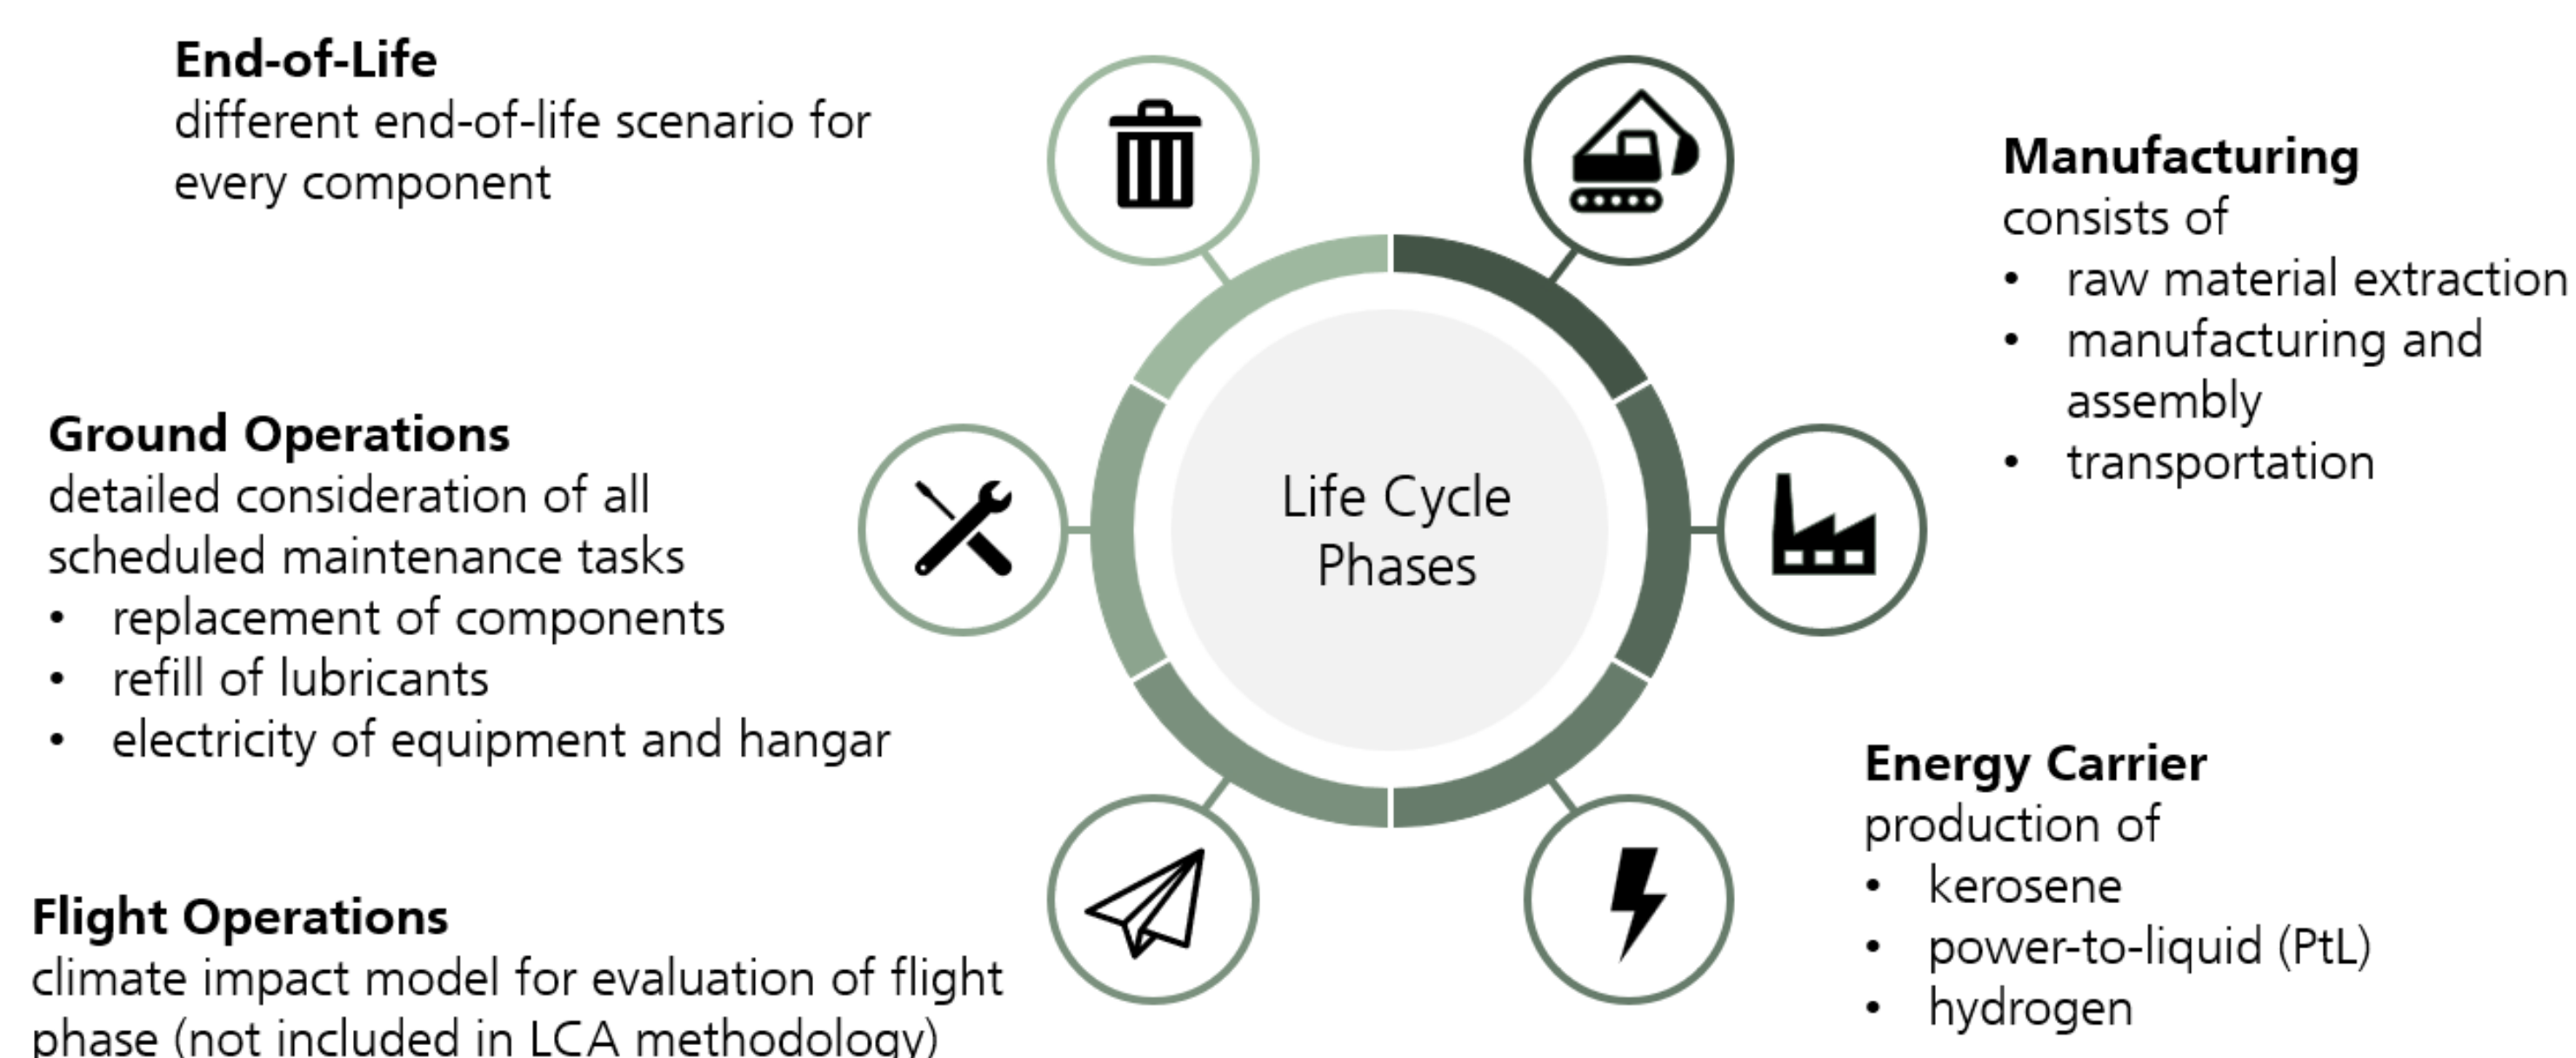 End-of-Life
different end-of-life scenario for
every component
Manufacturing
consists of
• raw material extraction
• manufacturing and
assembly
• transportation
Ground Operations
detailed consideration of all
scheduled maintenance tasks
• replacement of components
• refill of lubricants
• electricity of equipment and hangar
Life Cycle
Phases
Energy Carrier
production of
• kerosene
• power-to-liquid (PtL)
• hydrogen
Flight Operations
climate impact model for evaluation of flight
phase (not included in LCA methodology)